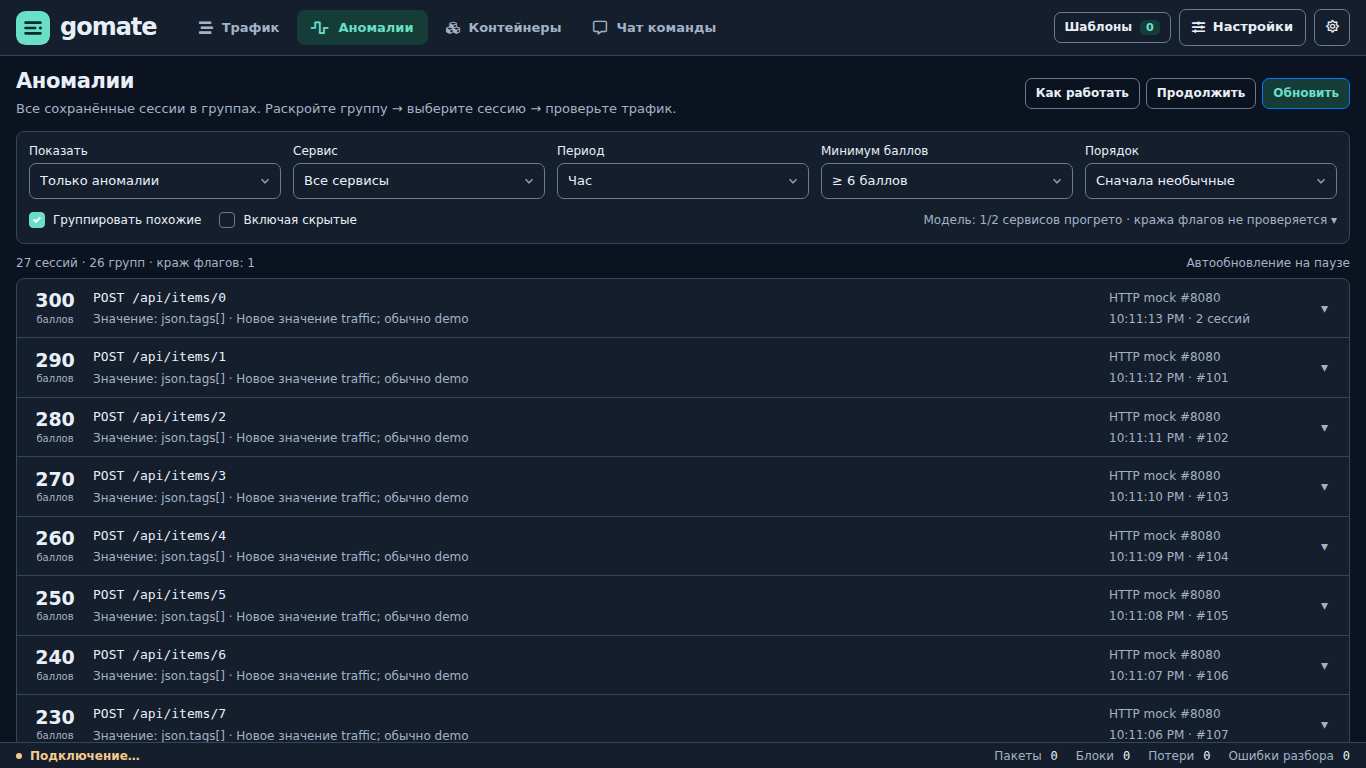 gomate Трафик Аномалии Контейнеры Чат команды Шаблоны 0 Настройки
Аномалии
Все сохранённые сессии в группах. Раскройте группу → выберите сессию → проверьте трафик.
Как работать Продолжить Обновить
Показать Сервис Период Минимум баллов Порядок
Только аномалии Все сервисы Час ≥ 6 баллов Сначала необычные
Группировать похожие Включая скрытые Модель: 1/2 сервисов прогрето · кража флагов не проверяется ▾
27 сессий · 26 групп · краж флагов: 1 Автообновление на паузе
300 POST /api/items/0 HTTP mock #8080
баллов Значение: json.tags[] · Новое значение traffic; обычно demo 10:11:13 PM · 2 сессий ▼
290 POST /api/items/1 HTTP mock #8080
баллов Значение: json.tags[] · Новое значение traffic; обычно demo 10:11:12 PM · #101 ▼
280 POST /api/items/2 HTTP mock #8080
баллов Значение: json.tags[] · Новое значение traffic; обычно demo 10:11:11 PM · #102 ▼
270 POST /api/items/3 HTTP mock #8080
баллов Значение: json.tags[] · Новое значение traffic; обычно demo 10:11:10 PM · #103 ▼
260 POST /api/items/4 HTTP mock #8080
баллов Значение: json.tags[] · Новое значение traffic; обычно demo 10:11:09 PM · #104 ▼
250 POST /api/items/5 HTTP mock #8080
баллов Значение: json.tags[] · Новое значение traffic; обычно demo 10:11:08 PM · #105 ▼
240 POST /api/items/6 HTTP mock #8080
баллов Значение: json.tags[] · Новое значение traffic; обычно demo 10:11:07 PM · #106 ▼
230 POST /api/items/7 HTTP mock #8080
баллов Значение: json.tags[] · Новое значение traffic; обычно demo 10:11:06 PM · #107 ▼
Подключение… Пакеты 0 Блоки 0 Потери 0 Ошибки разбора 0